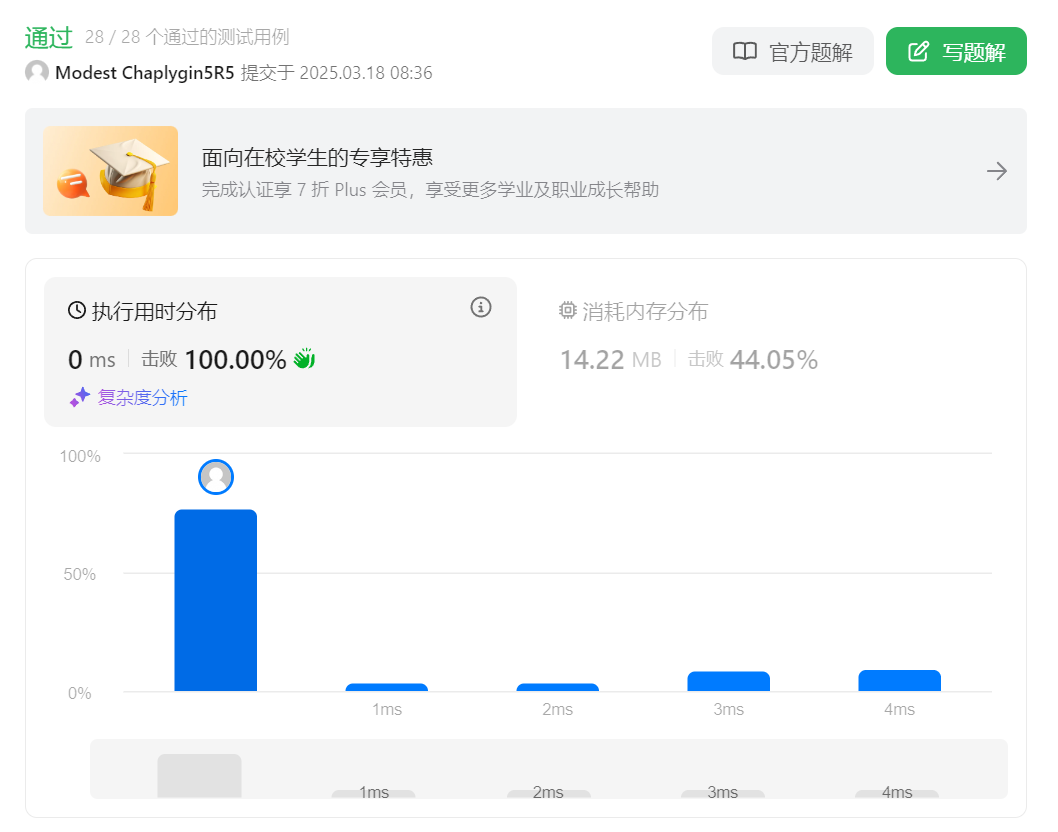 通过 28 / 28 个通过的测试用例
官方题解
写题解
Modest Chaplygin5R5 提交于 2025.03.18 08:36
面向在校学生的专享特惠
完成认证享 7 折 Plus 会员，享受更多学业及职业成长帮助
执行用时分布
消耗内存分布
0 ms 击败 100.00%
14.22 MB 击败 44.05%
复杂度分析
100%
50%
0%
1ms 2ms 3ms 4ms
1ms 2ms 3ms 4ms